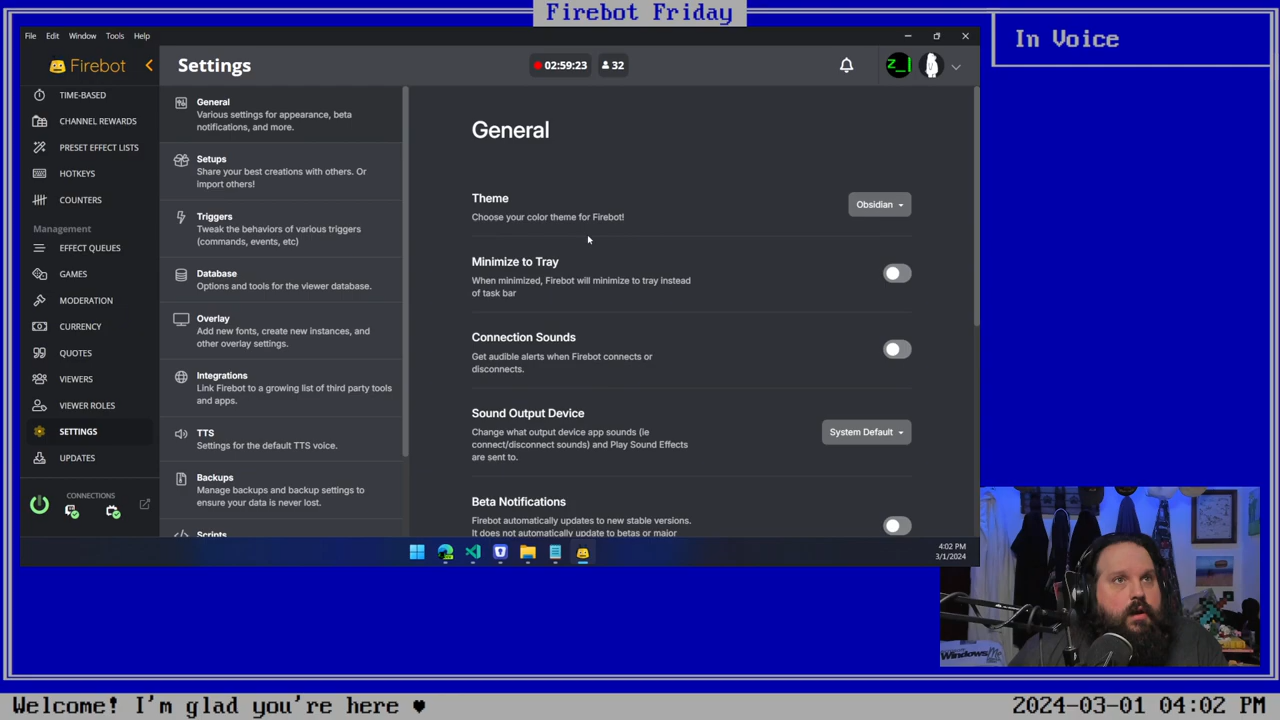 Firebot Friday
In Voice
File Edit Window Tools Help
Firebot
Settings
02:59:23
32
z_l
TIME-BASED
CHANNEL REWARDS
PRESET EFFECT LISTS
HOTKEYS
COUNTERS
Management
EFFECT QUEUES
GAMES
MODERATION
CURRENCY
QUOTES
VIEWERS
VIEWER ROLES
SETTINGS
UPDATES
CONNECTIONS
General
Various settings for appearance, beta
notifications, and more.
Setups
Share your best creations with others. Or
import others!
Triggers
Tweak the behaviors of various triggers
(commands, events, etc)
Database
Options and tools for the viewer database.
Overlay
Add new fonts, create new instances, and
other overlay settings.
Integrations
Link Firebot to a growing list of third party tools
and apps.
TTS
Settings for the default TTS voice.
Backups
Manage backups and backup settings to
ensure your data is never lost.
Scripts
General
Theme
Choose your color theme for Firebot!
Obsidian
Minimize to Tray
When minimized, Firebot will minimize to tray instead
of task bar
Connection Sounds
Get audible alerts when Firebot connects or
disconnects.
Sound Output Device
Change what output device app sounds (ie
connect/disconnect sounds) and Play Sound Effects
are sent to.
System Default
Beta Notifications
Firebot automatically updates to new stable versions.
It does not automatically update to betas or major
4:02 PM
3/1/2024
Windows Me
Welcome! I'm glad you're here ♥
2024-03-01 04:02 PM